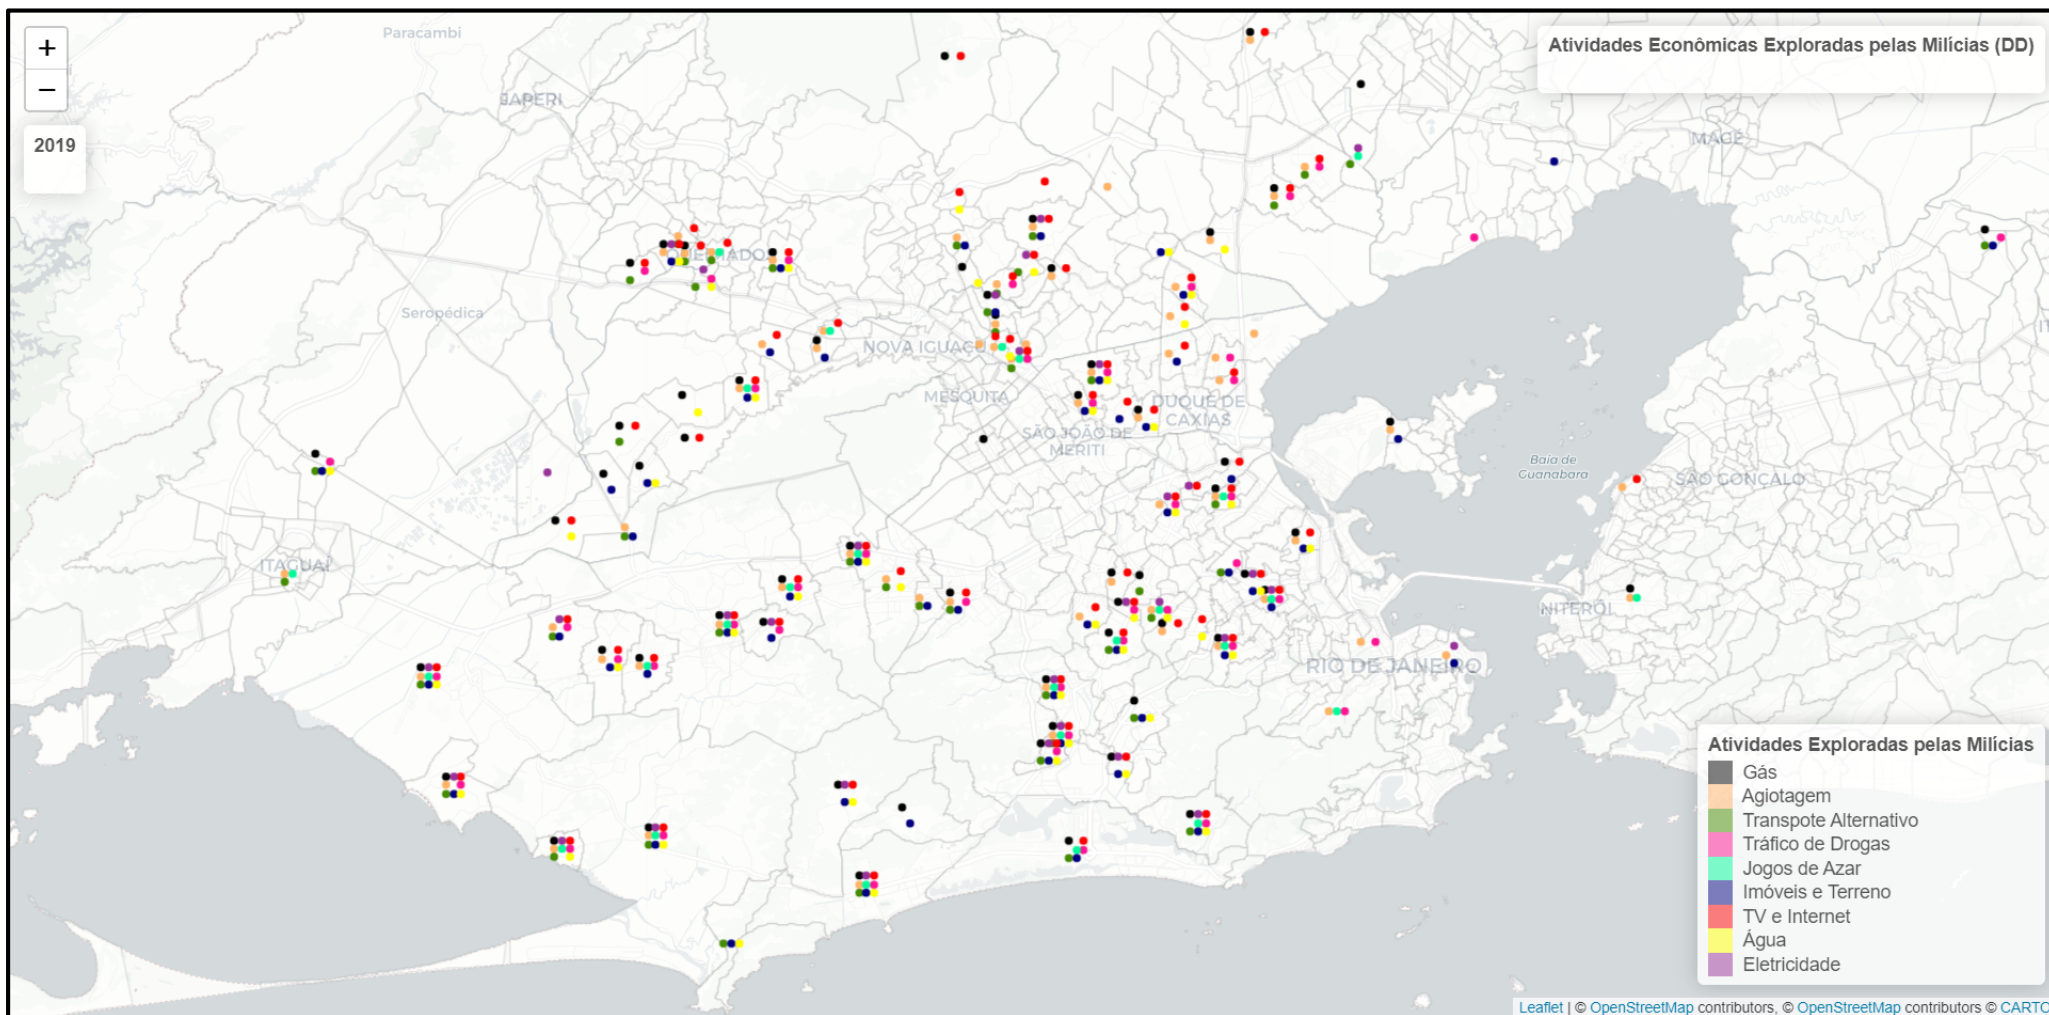 +
−
2019
Atividades Econômicas Exploradas pelas Milícias (DD)
Paracambi
JAPERI
MAGÉ
Seropédica
NOVA IGUAÇU
MESQUITA
DUQUE DE
CAXIAS
SÃO JOÃO DE
MERITI
Baia de
Guanabara
SÃO GONÇALO
ITAGUAÍ
NITERÓI
RIO DE JANEIRO
Atividades Exploradas pelas Milícias
Gás
Agiotagem
Transpote Alternativo
Tráfico de Drogas
Jogos de Azar
Imóveis e Terreno
TV e Internet
Água
Eletricidade
Leaflet | © OpenStreetMap contributors, © OpenStreetMap contributors © CARTO